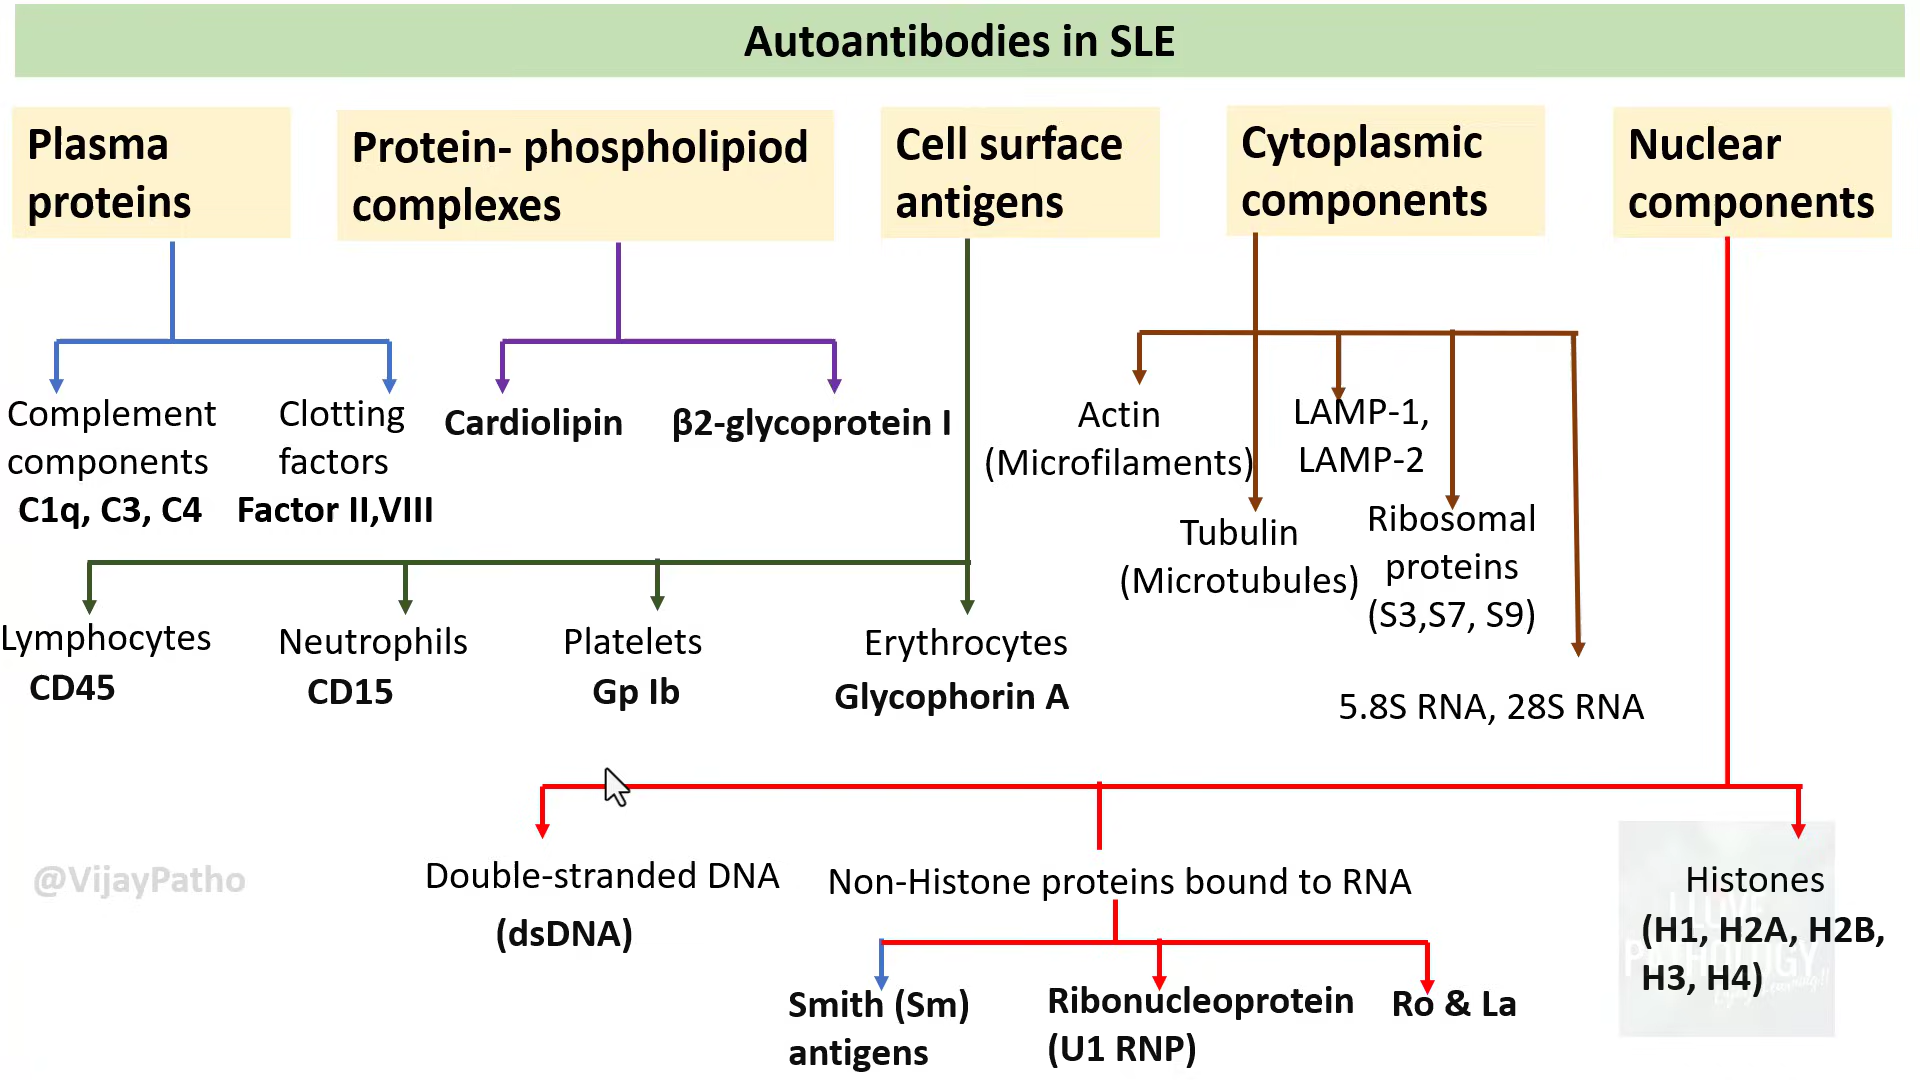 Autoantibodies in SLE
Plasma
proteins
Protein- phospholipiod
complexes
Cell surface
antigens
Cytoplasmic
components
Nuclear
components
Complement
components
C1q, C3, C4
Clotting
factors
Factor II,VIII
Cardiolipin
β2-glycoprotein I
Actin
(Microfilaments)
LAMP-1,
LAMP-2
Tubulin
(Microtubules)
Ribosomal
proteins
(S3,S7, S9)
5.8S RNA, 28S RNA
Lymphocytes
CD45
Neutrophils
CD15
Platelets
Gp Ib
Erythrocytes
Glycophorin A
Double-stranded DNA
(dsDNA)
Non-Histone proteins bound to RNA
Histones
(H1, H2A, H2B,
H3, H4)
Smith (Sm)
antigens
Ribonucleoprotein
(U1 RNP)
Ro & La
@VijayPatho
I LOVE
PATHOLOGY